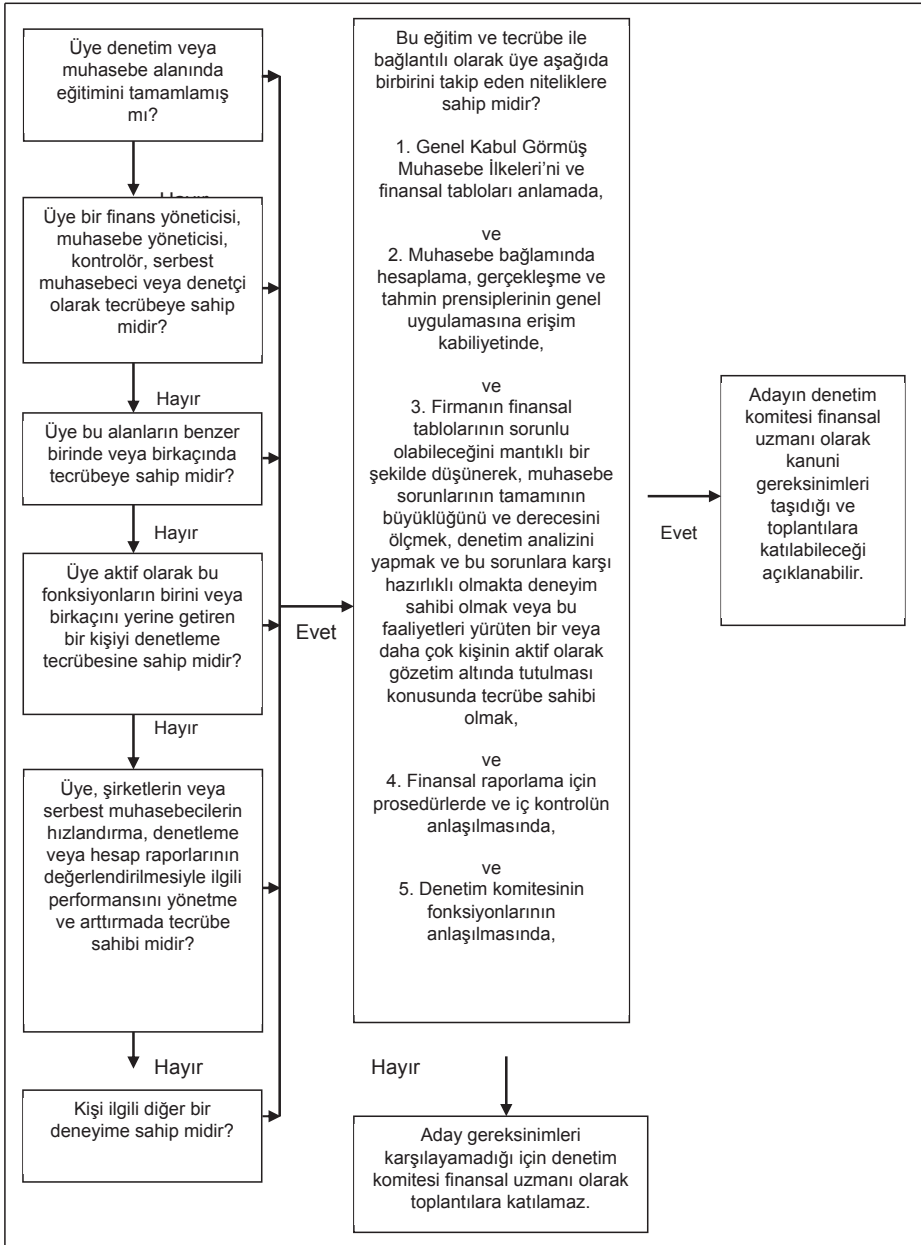 Üye denetim veya
muhasebe alanında
eğitimini tamamlamış
mı?
Hayır
Üye bir finans yöneticisi,
muhasebe yöneticisi,
kontrolör, serbest
muhasebeci veya denetçi
olarak tecrübeye sahip
midir?
Hayır
Üye bu alanların benzer
birinde veya birkaçında
tecrübeye sahip midir?
Hayır
Üye aktif olarak bu
fonksiyonların birini veya
birkaçını yerine getiren
bir kişiyi denetleme
tecrübesine sahip midir?
Hayır
Üye, şirketlerin veya
serbest muhasebecilerin
hızlandırma, denetleme
veya hesap raporlarının
değerlendirilmesiyle ilgili
performansını yönetme
ve arttırmada tecrübe
sahibi midir?
Hayır
Kişi ilgili diğer bir
deneyime sahip midir?
Evet
Bu eğitim ve tecrübe ile
bağlantılı olarak üye aşağıda
birbirini takip eden niteliklere
sahip midir?
1. Genel Kabul Görmüş
Muhasebe İlkeleri’ni ve
finansal tabloları anlamada,
ve
2. Muhasebe bağlamında
hesaplama, gerçekleşme ve
tahmin prensiplerinin genel
uygulamasına erişim
kabiliyetinde,
ve
3. Firmanın finansal
tablolarının sorunlu
olabileceğini mantıklı bir
şekilde düşünerek, muhasebe
sorunlarının tamamının
büyüklüğünü ve derecesini
ölçmek, denetim analizini
yapmak ve bu sorunlara karşı
hazırlıklı olmakta deneyim
sahibi olmak veya bu
faaliyetleri yürüten bir veya
daha çok kişinin aktif olarak
gözetim altında tutulması
konusunda tecrübe sahibi
olmak,
ve
4. Finansal raporlama için
prosedürlerde ve iç kontrolün
anlaşılmasında,
ve
5. Denetim komitesinin
fonksiyonlarının
anlaşılmasında,
Evet
Adayın denetim
komitesi finansal
uzmanı olarak
kanuni
gereksinimleri
taşıdığı ve
toplantılara
katılabileceği
açıklanabilir.
Hayır
Aday gereksinimleri
karşılayamadığı için denetim
komitesi finansal uzmanı olarak
toplantılara katılamaz.